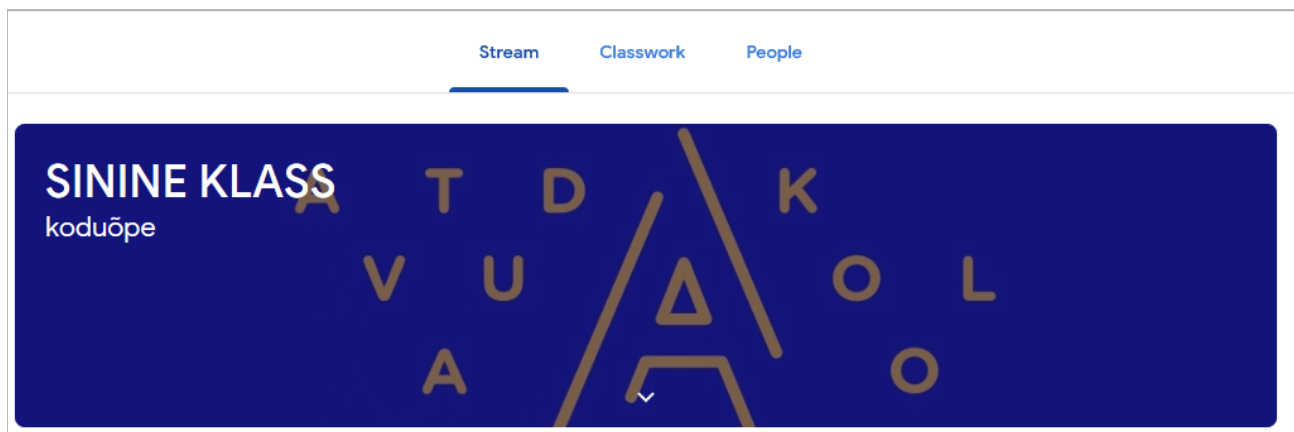 Stream Classwork People
SININE KLASS
koduõpe
A T D K
V U A O L
A O